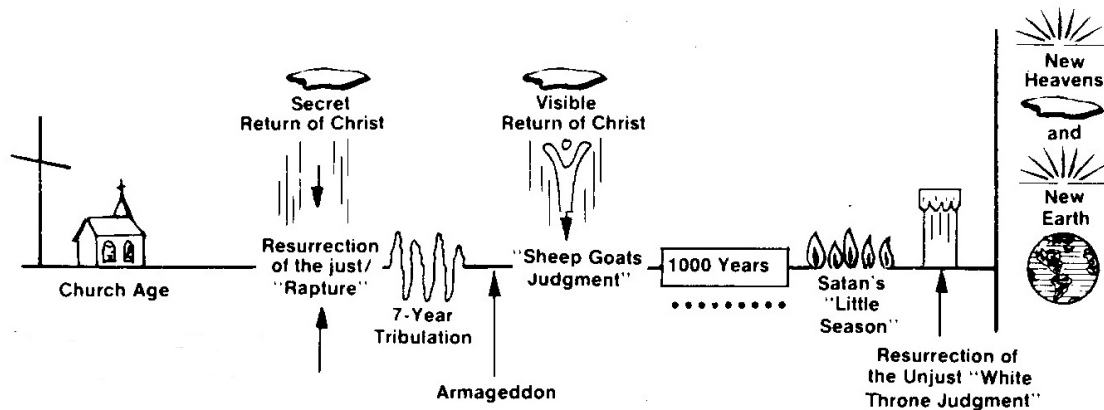 Church Age
Secret
Return of Christ
Resurrection
of the just/
"Rapture"
7-Year
Tribulation
Armageddon
Visible
Return of Christ
"Sheep Goats
Judgment"
1000 Years
Satan's
"Little
Season"
Resurrection of
the Unjust "White
Throne Judgment"
New
Heavens
and
New
Earth